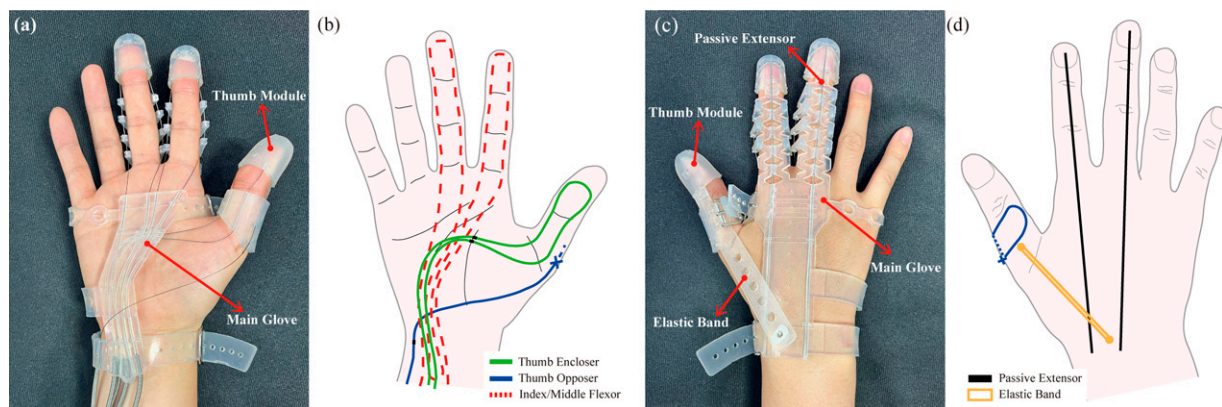 (a)
Thumb Module
Main Glove
(b)
Thumb Encloser
Thumb Opposer
Index/Middle Flexor
(c)
Passive Extensor
Thumb Module
Main Glove
Elastic Band
(d)
Passive Extensor
Elastic Band